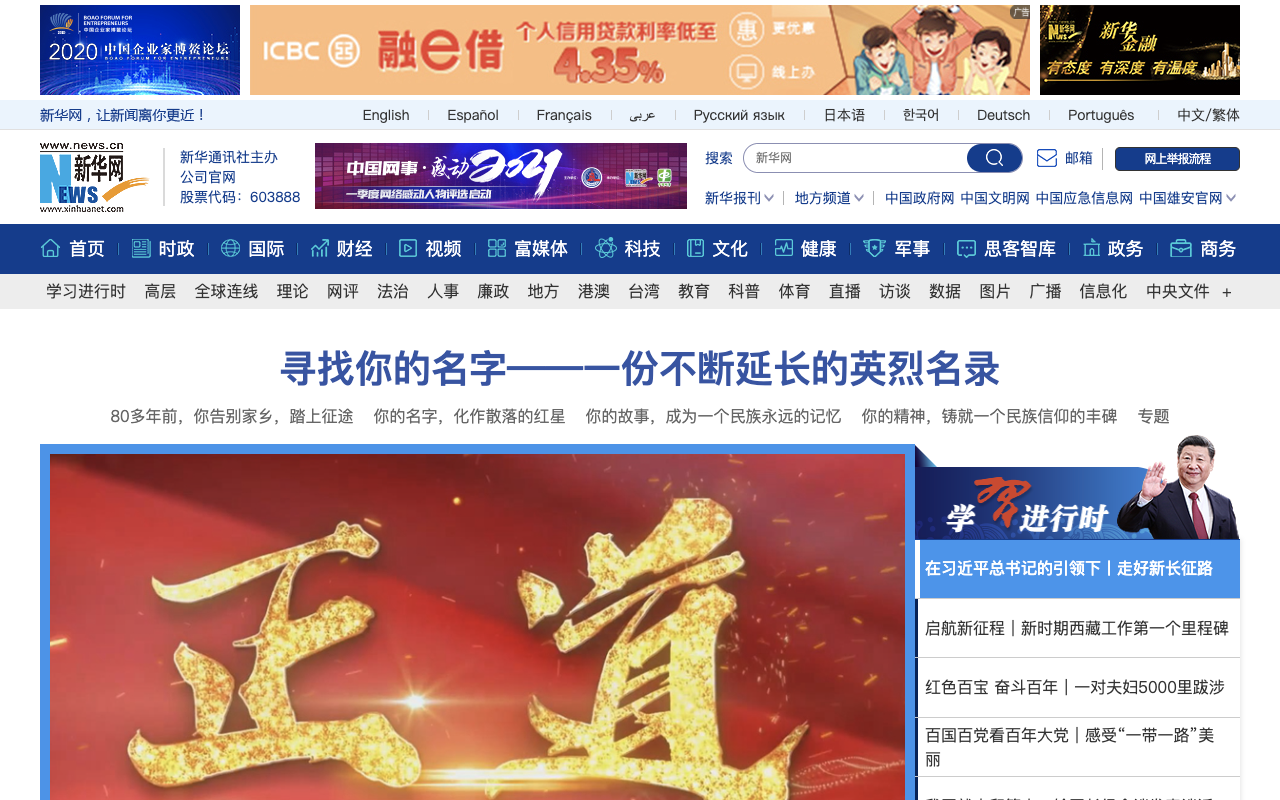 BOAO FORUM FOR ENTREPRENEURS
中国企业家博鳌论坛
2020 中国企业家博鳌论坛
BOAO FORUM FOR ENTREPRENEURS
ICBC 融e借 个人信用贷款利率低至 4.35% 惠 更优惠 线上办 广告
新华网 NEWS 新华金融
有态度 有深度 有温度
新华网，让新闻离你更近！ English Español Français عربى Русский язык 日本语 한국어 Deutsch Português 中文/繁体
www.news.cn
新华网
NEWS
www.xinhuanet.com
新华通讯社主办
公司官网
股票代码：603888
中国网事·感动2021
一季度网络感动人物评选启动
搜索 新华网 邮箱 网上举报流程
新华报刊 地方频道 中国政府网 中国文明网 中国应急信息网 中国雄安官网
首页 时政 国际 财经 视频 富媒体 科技 文化 健康 军事 思客智库 政务 商务
学习进行时 高层 全球连线 理论 网评 法治 人事 廉政 地方 港澳 台湾 教育 科普 体育 直播 访谈 数据 图片 广播 信息化 中央文件 +
寻找你的名字——一份不断延长的英烈名录
80多年前，你告别家乡，踏上征途 你的名字，化作散落的红星 你的故事，成为一个民族永远的记忆 你的精神，铸就一个民族信仰的丰碑 专题
正道
学习进行时
在习近平总书记的引领下丨走好新长征路
启航新征程丨新时期西藏工作第一个里程碑
红色百宝 奋斗百年丨一对夫妇5000里跋涉
百国百党看百年大党丨感受“一带一路”美
丽